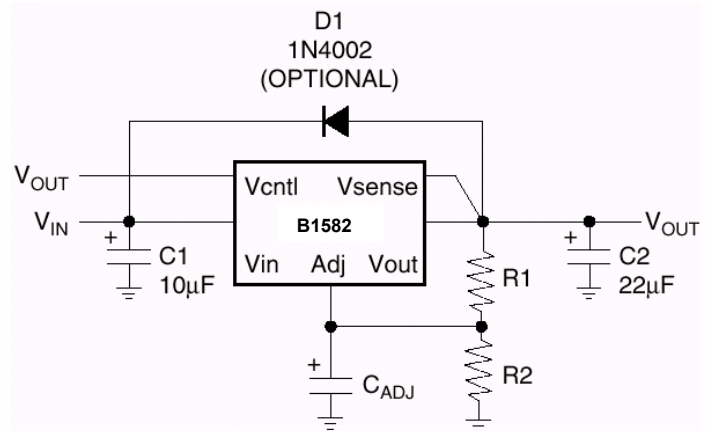 D1
1N4002
(OPTIONAL)
VOUT
Vcntl Vsense
VIN
B1582
VOUT
+
C1
10μF
Vin Adj Vout
R1
+
C2
22μF
+
CADJ
R2